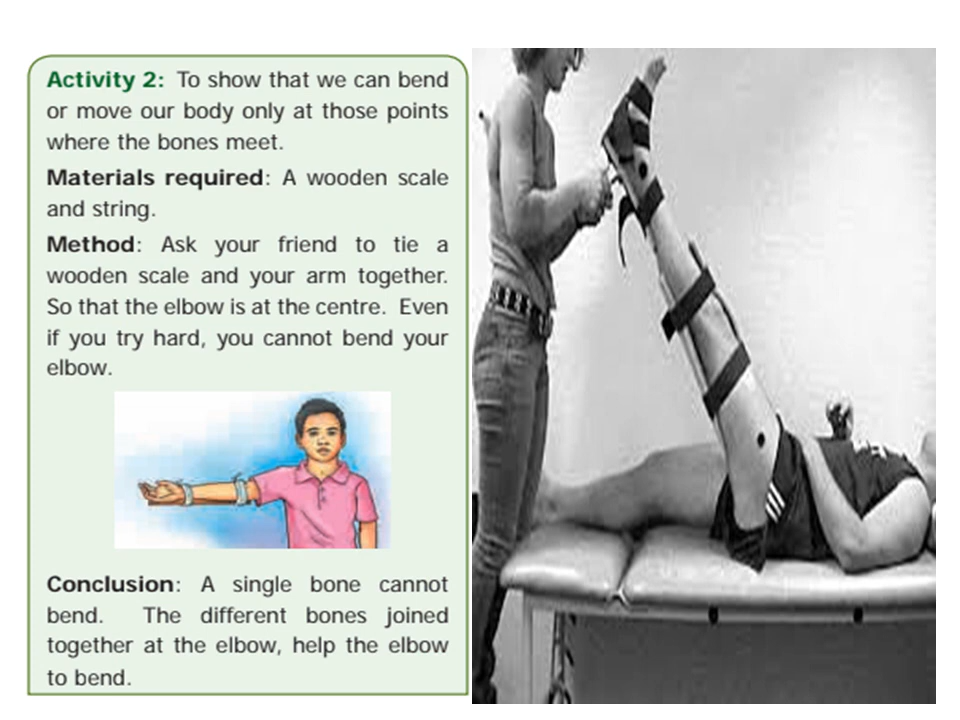 Activity 2: To show that we can bend
or move our body only at those points
where the bones meet.
Materials required: A wooden scale
and string.
Method: Ask your friend to tie a
wooden scale and your arm together.
So that the elbow is at the centre. Even
if you try hard, you cannot bend your
elbow.
Conclusion: A single bone cannot
bend. The different bones joined
together at the elbow, help the elbow
to bend.